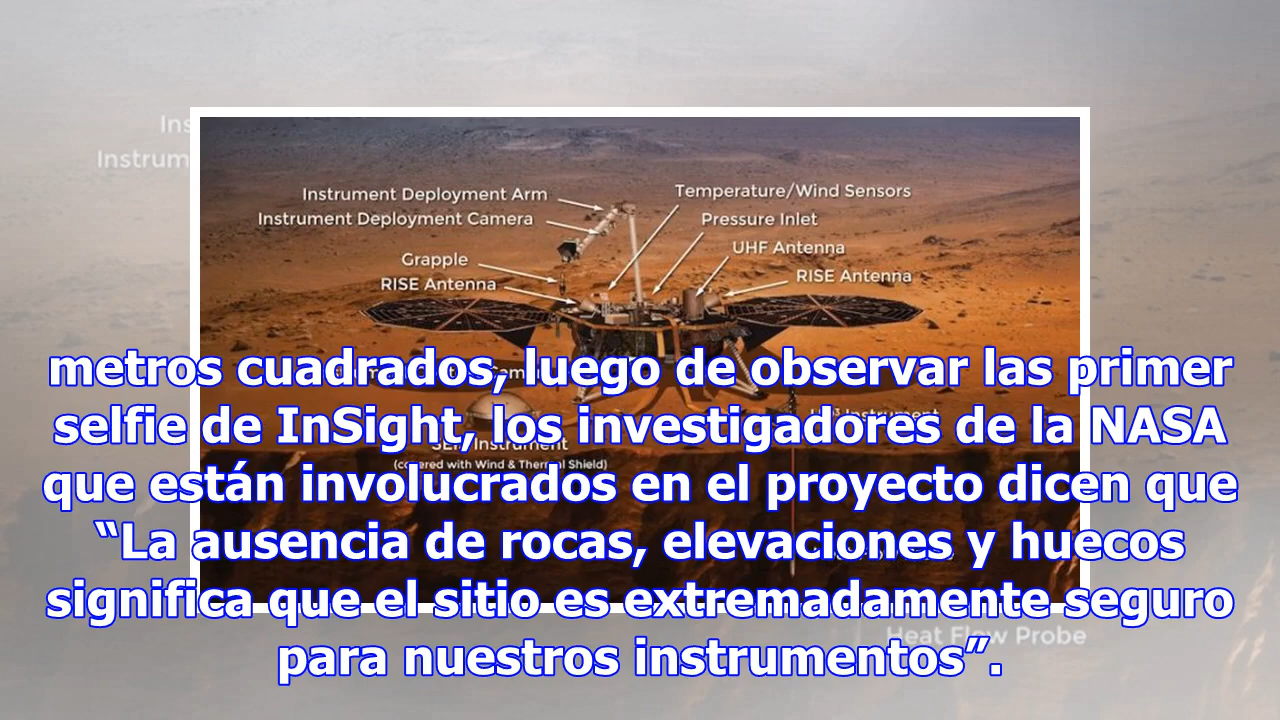 Ins
Instrum
Instrument Deployment Arm
Instrument Deployment Camera
Grapple
RISE Antenna
Temperature/Wind Sensors
Pressure Inlet
UHF Antenna
RISE Antenna
metros cuadrados, luego de observar las primer
selfie de InSight, los investigadores de la NASA
(covered with Wind & Thermal Shield)
que están involucrados en el proyecto dicen que
“La ausencia de rocas, elevaciones y huecos
significa que el sitio es extremadamente seguro
Heat Flow Probe
para nuestros instrumentos”.